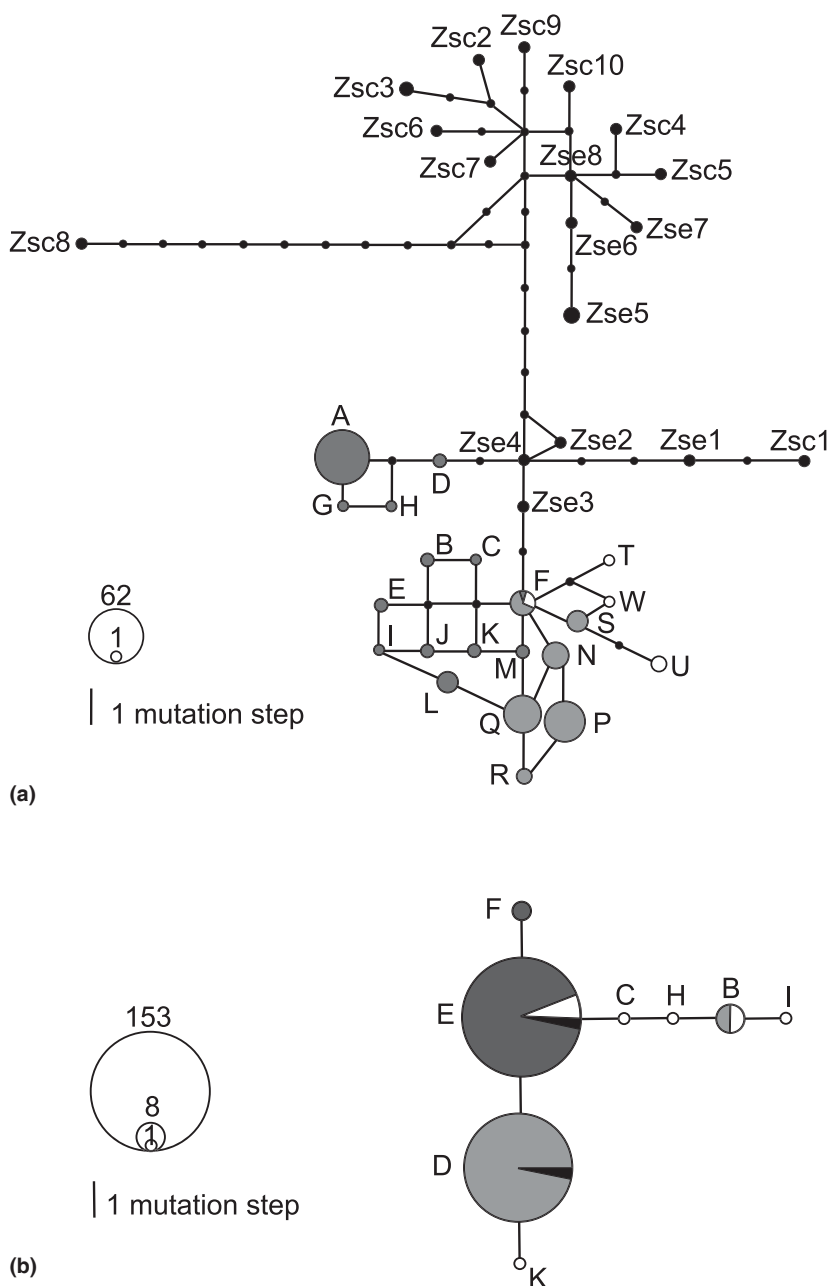 Zsc9
Zsc2
Zsc10
Zsc3
Zsc4
Zsc6
Zsc7
Zse8
Zsc5
Zse7
Zse6
Zsc8
Zse5
A
Zse4
Zse2
Zse1
Zsc1
D
G
H
Zse3
B
C
T
E
F
W
S
62
1
I
J
K
M
N
U
L
1 mutation step
Q
P
R
(a)
F
E
C
H
B
I
153
8
1
D
1 mutation step
K
(b)